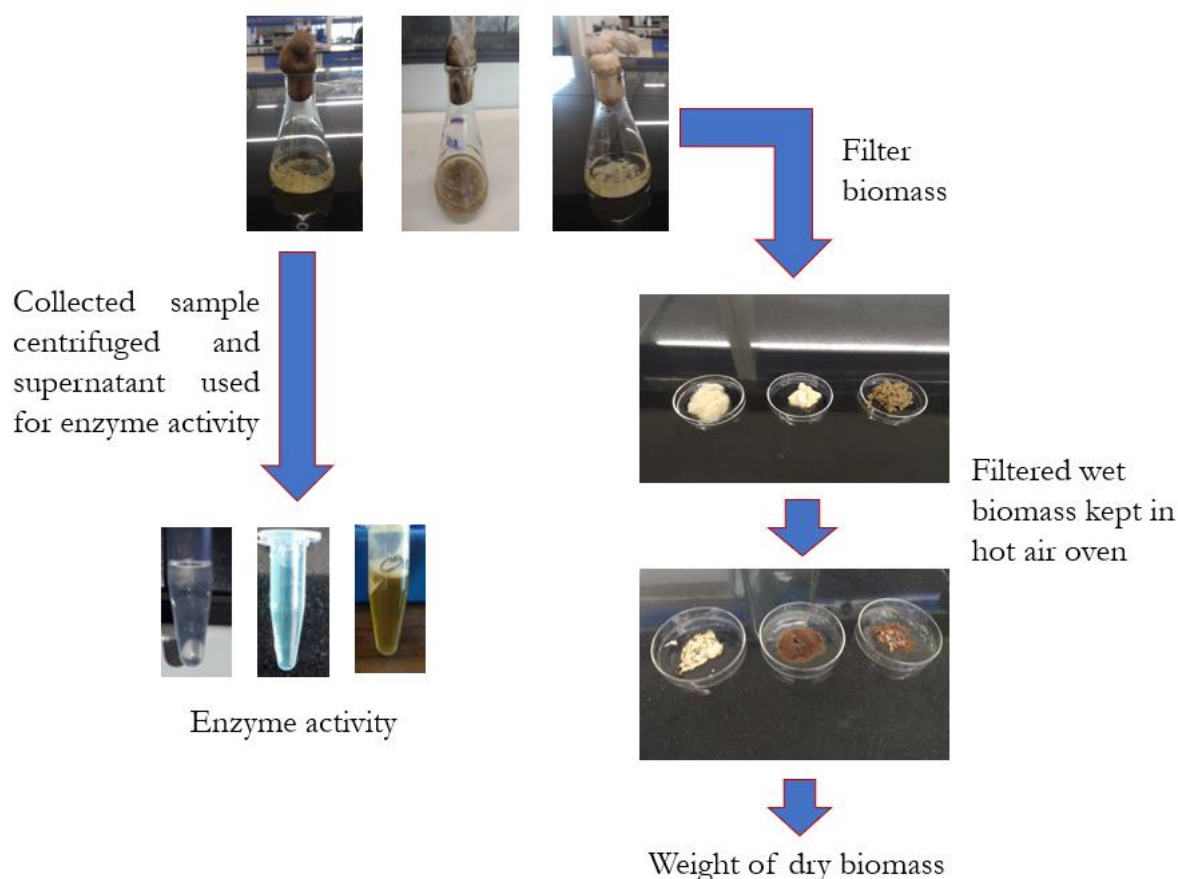 Filter
biomass
Collected sample
centrifuged and
supernatant used
for enzyme activity
Filtered wet
biomass kept in
hot air oven
Enzyme activity
Weight of dry biomass